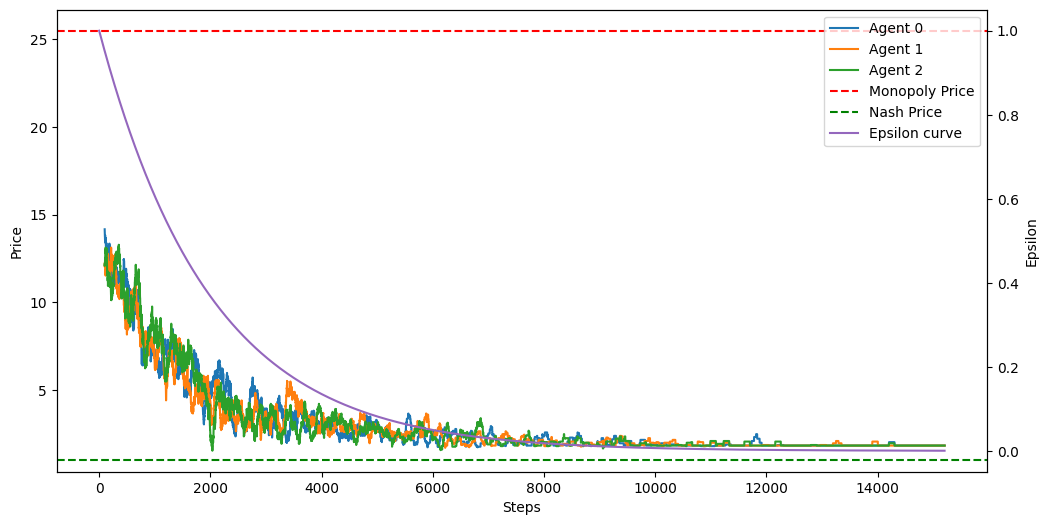 Agent 0
Agent 1
Agent 2
Monopoly Price
Nash Price
Epsilon curve
25
20
15
10
5
Price
1.0
0.8
0.6
0.4
0.2
0.0
Epsilon
0
2000
4000
6000
8000
10000
12000
14000
Steps